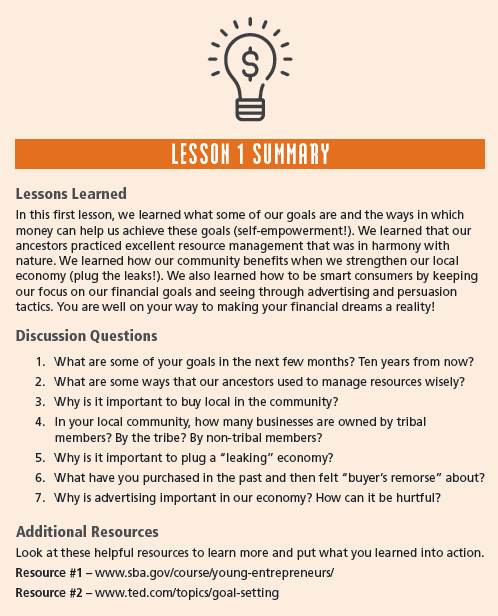 $
LESSON 1 SUMMARY
Lessons Learned
In this first lesson, we learned what some of our goals are and the ways in which
money can help us achieve these goals (self-empowerment!). We learned that our
ancestors practiced excellent resource management that was in harmony with
nature. We learned how our community benefits when we strengthen our local
economy (plug the leaks!). We also learned how to be smart consumers by keeping
our focus on our financial goals and seeing through advertising and persuasion
tactics. You are well on your way to making your financial dreams a reality!
Discussion Questions
1. What are some of your goals in the next few months? Ten years from now?
2. What are some ways that our ancestors used to manage resources wisely?
3. Why is it important to buy local in the community?
4. In your local community, how many businesses are owned by tribal
members? By the tribe? By non-tribal members?
5. Why is it important to plug a “leaking” economy?
6. What have you purchased in the past and then felt “buyer’s remorse” about?
7. Why is advertising important in our economy? How can it be hurtful?
Additional Resources
Look at these helpful resources to learn more and put what you learned into action.
Resource #1 – www.sba.gov/course/young-entrepreneurs/
Resource #2 – www.ted.com/topics/goal-setting